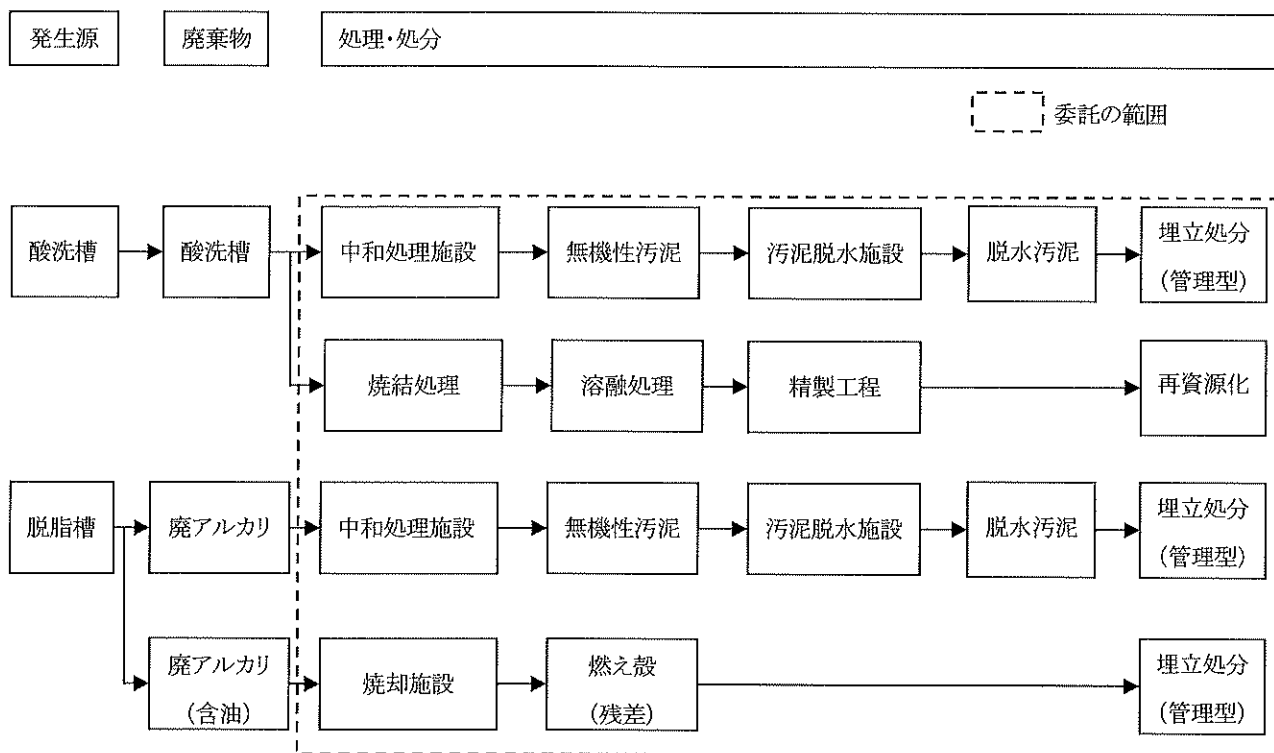 発生源
廃棄物
処理・処分
委託の範囲
酸洗槽
酸洗槽
中和処理施設
無機性汚泥
汚泥脱水施設
脱水汚泥
埋立処分
(管理型)
焼結処理
溶融処理
精製工程
再資源化
脱脂槽
廃アルカリ
中和処理施設
無機性汚泥
汚泥脱水施設
脱水汚泥
埋立処分
(管理型)
廃アルカリ
(含油)
焼却施設
燃え殻
(残差)
埋立処分
(管理型)